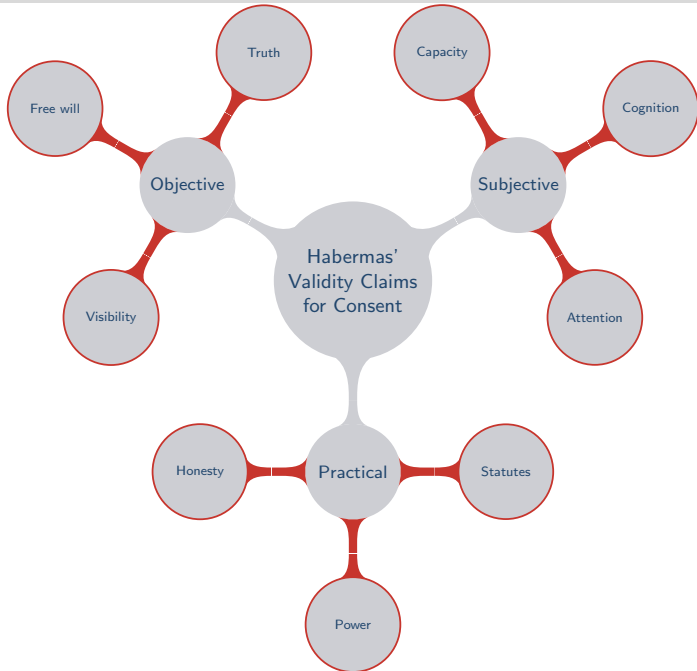 Truth
Capacity
Free will
Cognition
Objective
Subjective
Habermas'
Validity Claims
for Consent
Visibility
Attention
Honesty
Practical
Statutes
Power